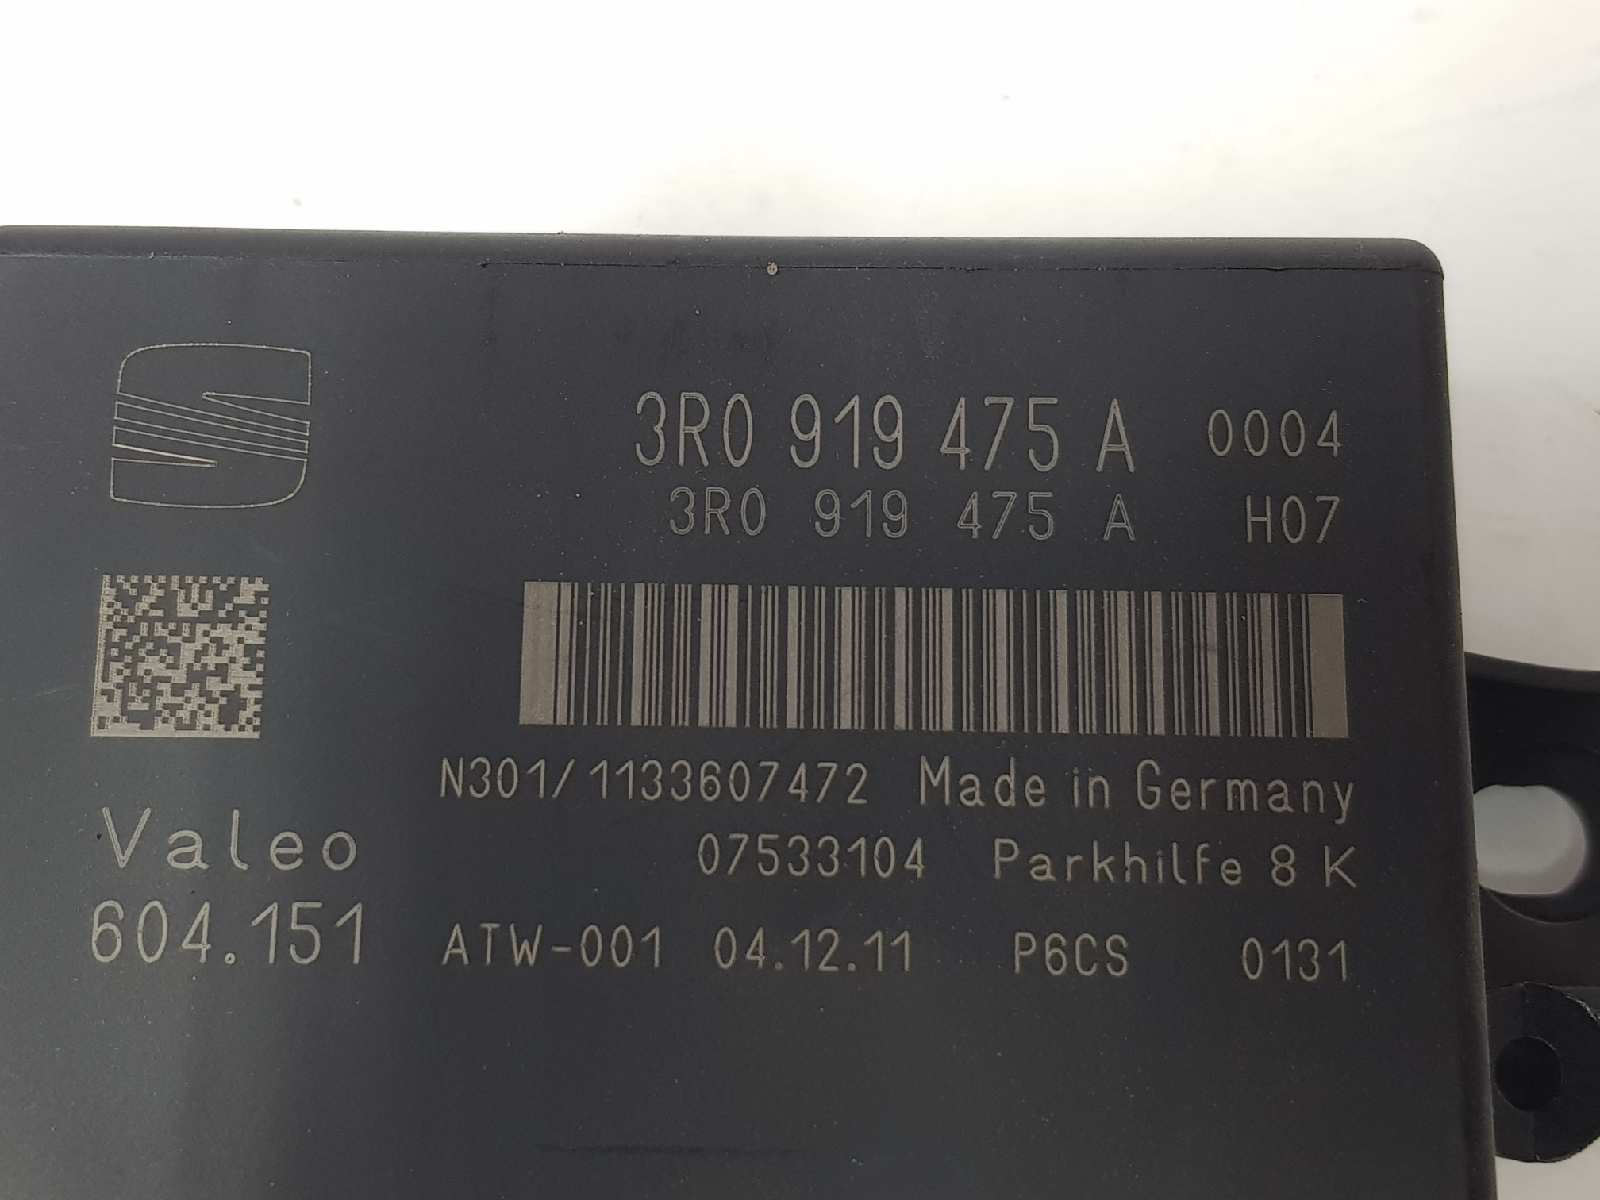 3R0 919 475 A 0004
3R0 919 475 A H07
N301/1133607472 Made in Germany
Valeo 07533104 Parkhilfe 8 K
604.151 ATW-001 04.12.11 P6CS 0131